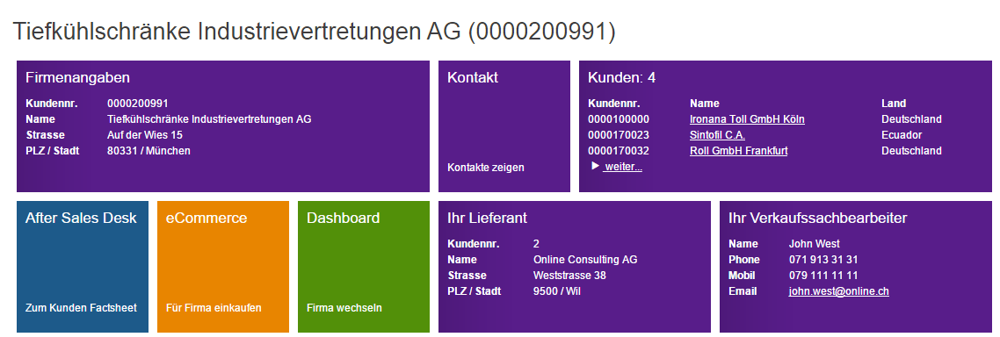 Tiefkühlschränke Industrievertretungen AG (0000200991)
Firmenangaben
Kundennr. 0000200991
Name Tiefkühlschränke Industrievertretungen AG
Strasse Auf der Wies 15
PLZ / Stadt 80331 / München
Kontakt
Kontakte zeigen
Kunden: 4
Kundennr. Name Land
0000100000 Ironana Toll GmbH Köln Deutschland
0000170023 Sintofil C.A. Ecuador
0000170032 Roll GmbH Frankfurt Deutschland
weiter...
After Sales Desk
Zum Kunden Factsheet
eCommerce
Für Firma einkaufen
Dashboard
Firma wechseln
Ihr Lieferant
Kundennr. 2
Name Online Consulting AG
Strasse Weststrasse 38
PLZ / Stadt 9500 / Wil
Ihr Verkaufssachbearbeiter
Name John West
Phone 071 913 31 31
Mobil 079 111 11 11
Email john.west@online.ch